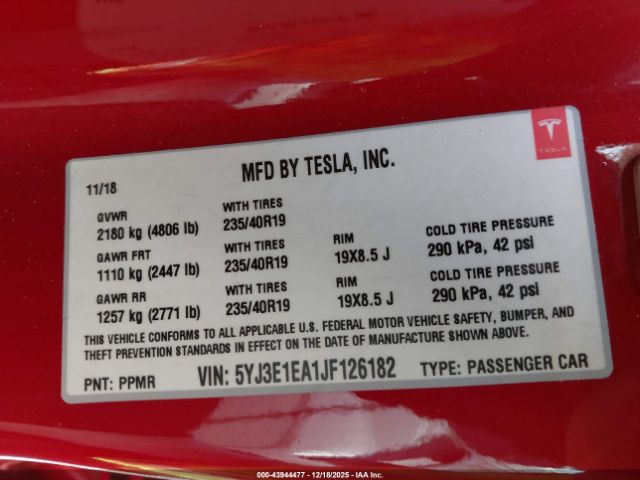 MFD BY TESLA, INC.
TESLA
11/18
GVWR
2180 kg (4806 lb)
WITH TIRES
235/40R19
GAWR FRT
1110 kg (2447 lb)
WITH TIRES
235/40R19
RIM
19X8.5 J
COLD TIRE PRESSURE
290 kPa, 42 psi
GAWR RR
1257 kg (2771 lb)
WITH TIRES
235/40R19
RIM
19X8.5 J
COLD TIRE PRESSURE
290 kPa, 42 psi
THIS VEHICLE CONFORMS TO ALL APPLICABLE U.S. FEDERAL MOTOR VEHICLE SAFETY, BUMPER, AND
THEFT PREVENTION STANDARDS IN EFFECT ON THE DATE OF MANUFACTURE SHOWN ABOVE.
PNT: PPMR
VIN: 5YJ3E1EA1JF126182
TYPE: PASSENGER CAR
000-43944477 - 12/18/2025 - IAA Inc.